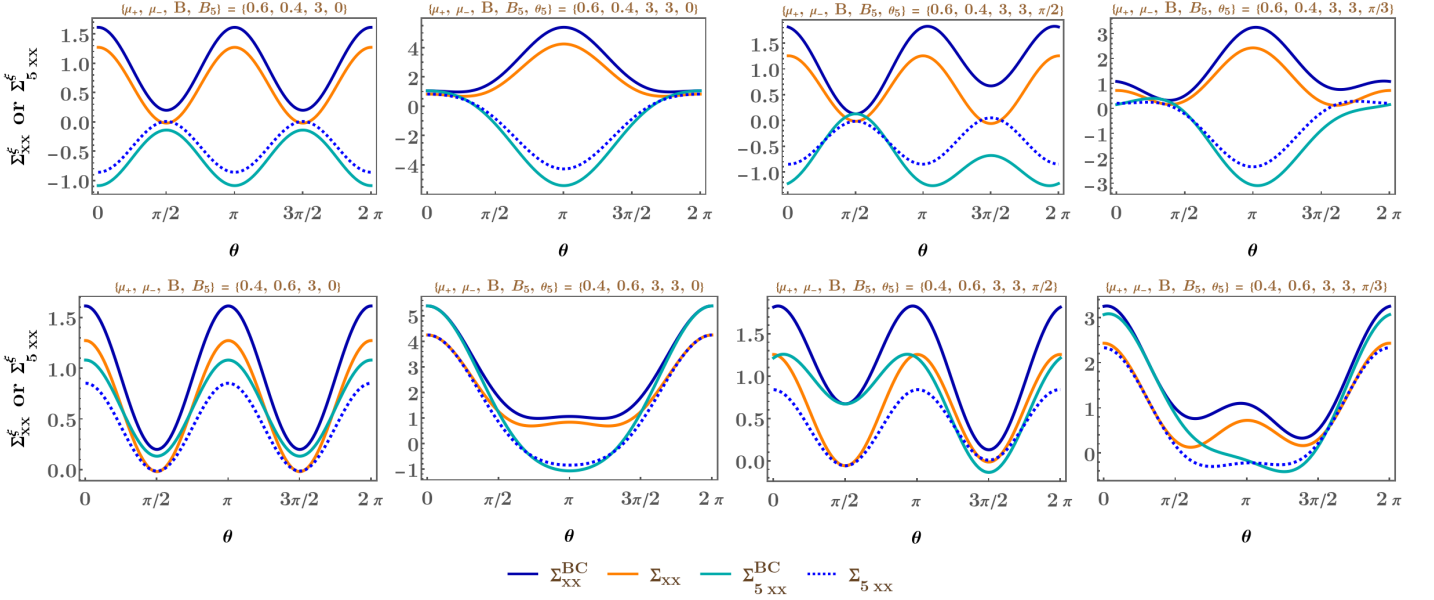 {μ₊, μ₋, B, B₅} = {0.6, 0.4, 3, 0}
{μ₊, μ₋, B, B₅, θ₅} = {0.6, 0.4, 3, 3, 0}
{μ₊, μ₋, B, B₅, θ₅} = {0.6, 0.4, 3, 3, π/2}
{μ₊, μ₋, B, B₅, θ₅} = {0.6, 0.4, 3, 3, π/3}
Σ^ξ_xx or Σ^ξ_5 xx
1.5
1.0
0.5
0.0
−0.5
−1.0
0 π/2 π 3π/2 2 π
θ
4
2
0
−2
−4
0 π/2 π 3π/2 2 π
θ
1.5
1.0
0.5
0.0
−0.5
−1.0
0 π/2 π 3π/2 2 π
θ
3
2
1
0
−1
−2
−3
0 π/2 π 3π/2 2 π
θ
{μ₊, μ₋, B, B₅} = {0.4, 0.6, 3, 0}
{μ₊, μ₋, B, B₅, θ₅} = {0.4, 0.6, 3, 3, 0}
{μ₊, μ₋, B, B₅, θ₅} = {0.4, 0.6, 3, 3, π/2}
{μ₊, μ₋, B, B₅, θ₅} = {0.4, 0.6, 3, 3, π/3}
Σ^ξ_xx or Σ^ξ_5 xx
1.5
1.0
0.5
0.0
0 π/2 π 3π/2 2 π
θ
5
4
3
2
1
0
−1
0 π/2 π 3π/2 2 π
θ
1.5
1.0
0.5
0.0
0 π/2 π 3π/2 2 π
θ
3
2
1
0
0 π/2 π 3π/2 2 π
θ
Σ^BC_xx Σ_xx Σ^BC_5 xx Σ_5 xx